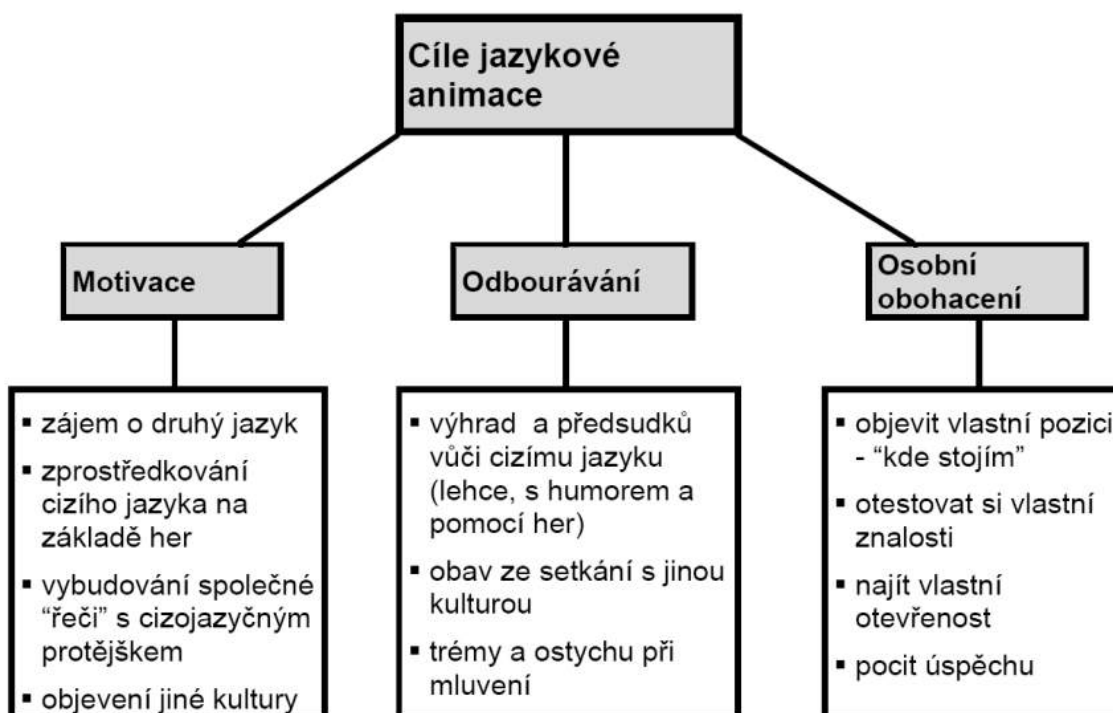 Cíle jazykové
animace
Motivace
Odbourávání
Osobní
obohacení
▪ zájem o druhý jazyk
▪ zprostředkování
cizího jazyka na
základě her
▪ vybudování společné
“řeči” s cizojazyčným
protějškem
▪ objevení jiné kultury
▪ výhrad a předsudků
vůči cizímu jazyku
(lehce, s humorem a
pomocí her)
▪ obav ze setkání s jinou
kulturou
▪ trémy a ostychu při
mluvení
▪ objevit vlastní pozici
- “kde stojím”
▪ otestovat si vlastní
znalosti
▪ najít vlastní
otevřenost
▪ pocit úspěchu